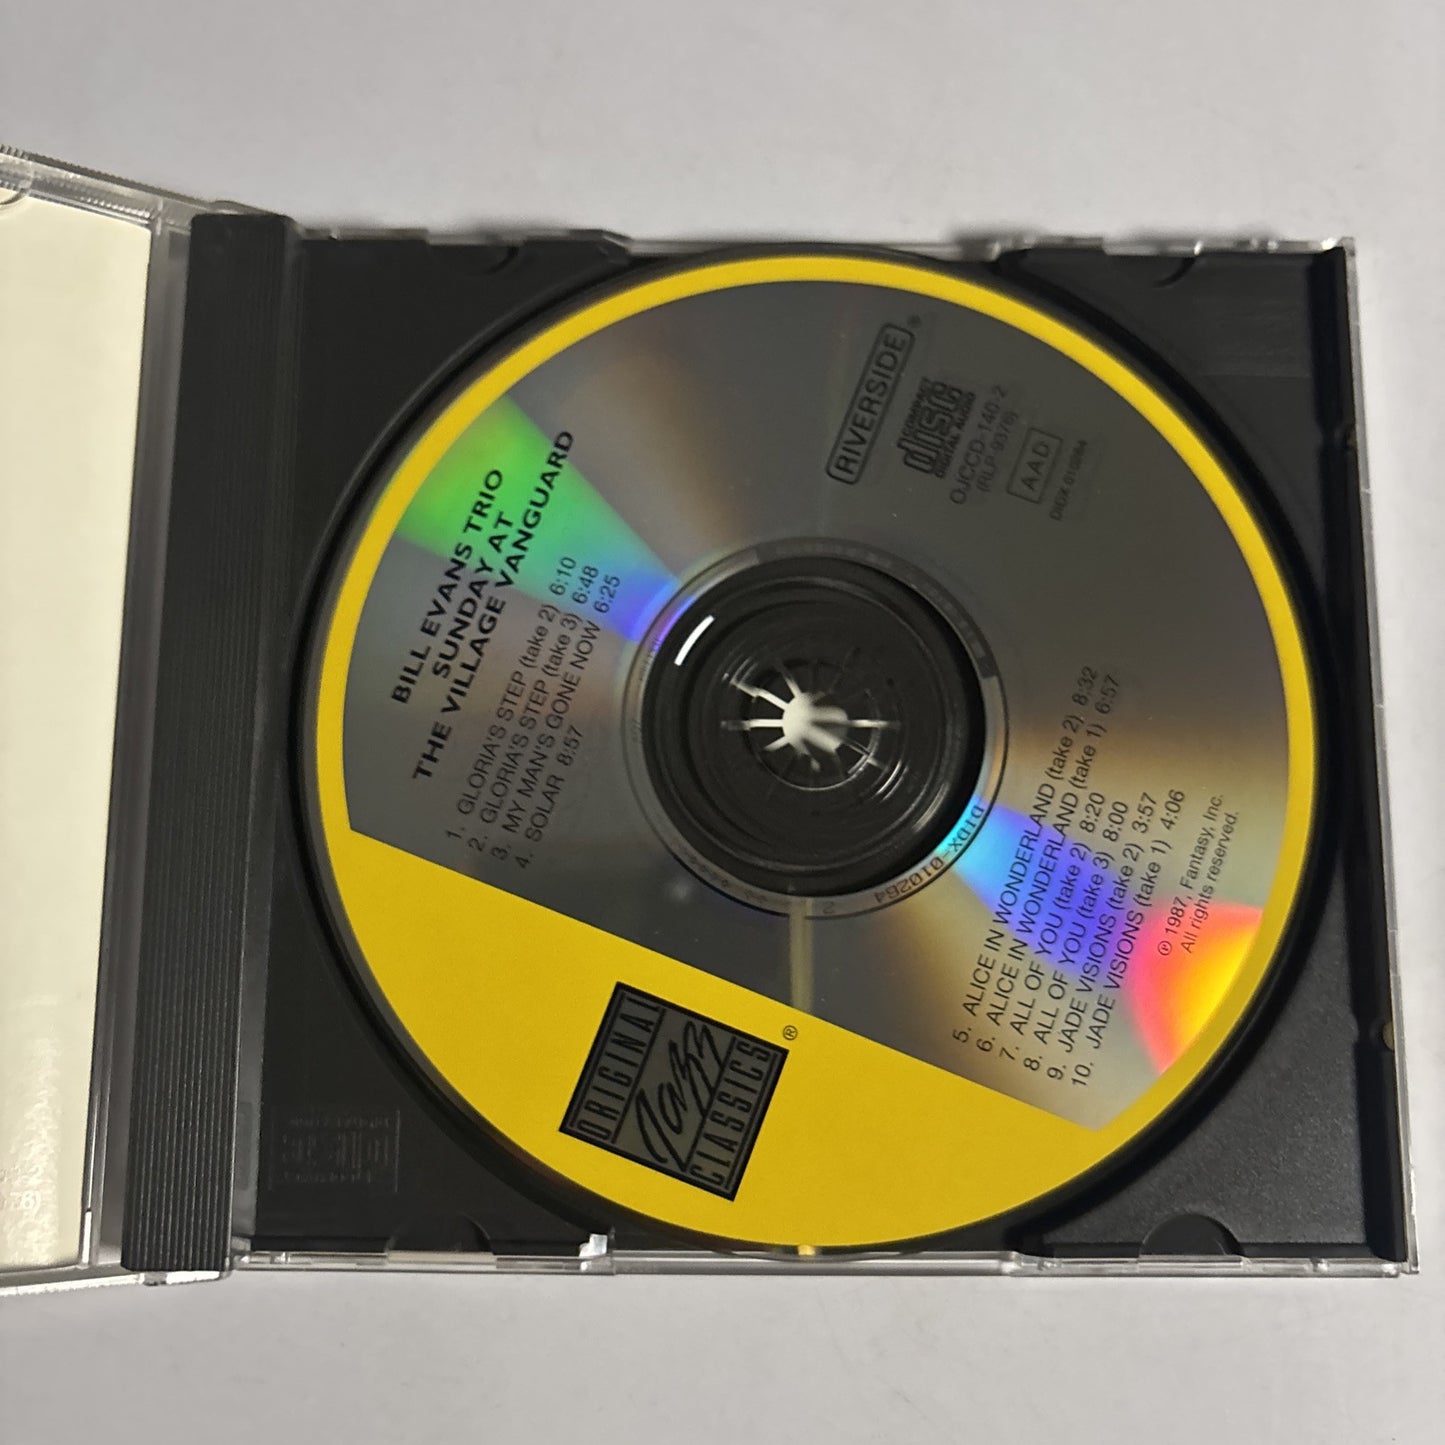 BILL EVANS TRIO
SUNDAY AT
THE VILLAGE VANGUARD
1. GLORIA'S STEP (take 2) 6:10
2. GLORIA'S STEP (take 3) 6:48
3. MY MAN'S GONE NOW 6:25
4. SOLAR 8:57
RIVERSIDE ®
COMPACT
disc
DIGITAL AUDIO
OJCCD-140-2
(RLP-9376)
AAD
DIDX 010264
5. ALICE IN WONDERLAND (take 2) 8:32
6. ALICE IN WONDERLAND (take 1) 6:57
7. ALL OF YOU (take 2) 8:20
8. ALL OF YOU (take 3) 8:00
9. JADE VISIONS (take 2) 3:57
10. JADE VISIONS (take 1) 4:06
℗ 1987, Fantasy, Inc.
All rights reserved.
ORIGINAL
Jazz
CLASSICS ®
DIDX-010264 2